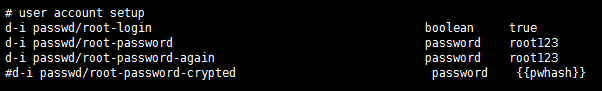 # user account setup
d-i passwd/root-login boolean true
d-i passwd/root-password password root123
d-i passwd/root-password-again password root123
#d-i passwd/root-password-crypted password {{pwhash}}